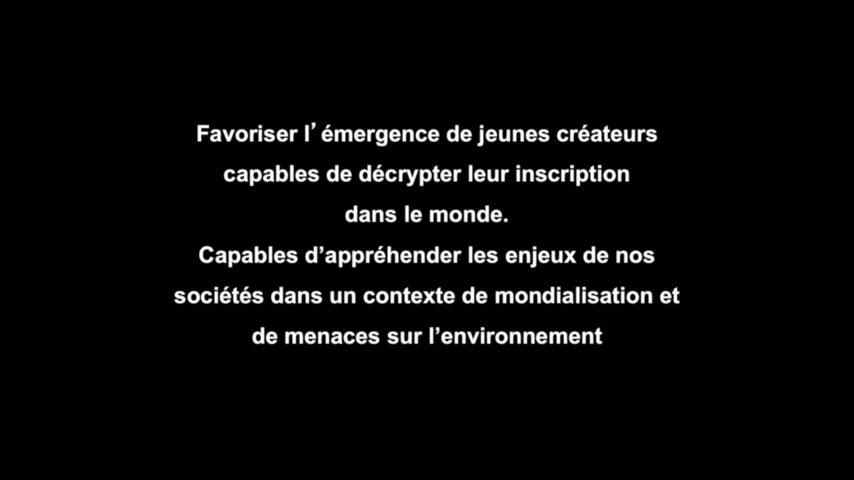 Favoriser l’émergence de jeunes créateurs
capables de décrypter leur inscription
dans le monde.
Capables d’appréhender les enjeux de nos
sociétés dans un contexte de mondialisation et
de menaces sur l’environnement